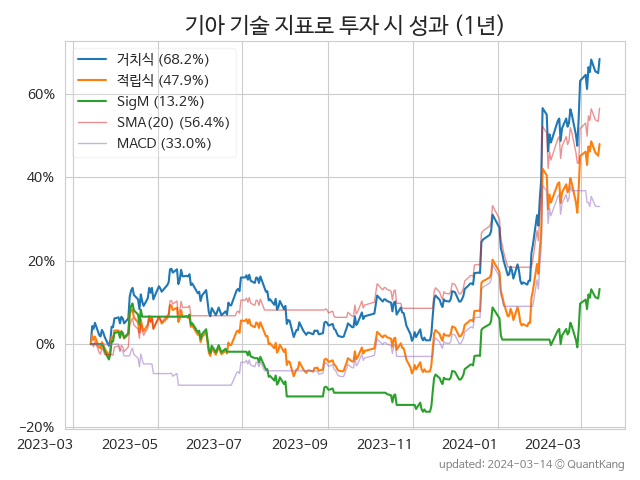 기아 기술 지표로 투자 시 성과 (1년)
거치식 (68.2%)
적립식 (47.9%)
SigM (13.2%)
SMA(20) (56.4%)
MACD (33.0%)
60%
40%
20%
0%
−20%
2023-03 2023-05 2023-07 2023-09 2023-11 2024-01 2024-03
updated: 2024-03-14 @ QuantKang